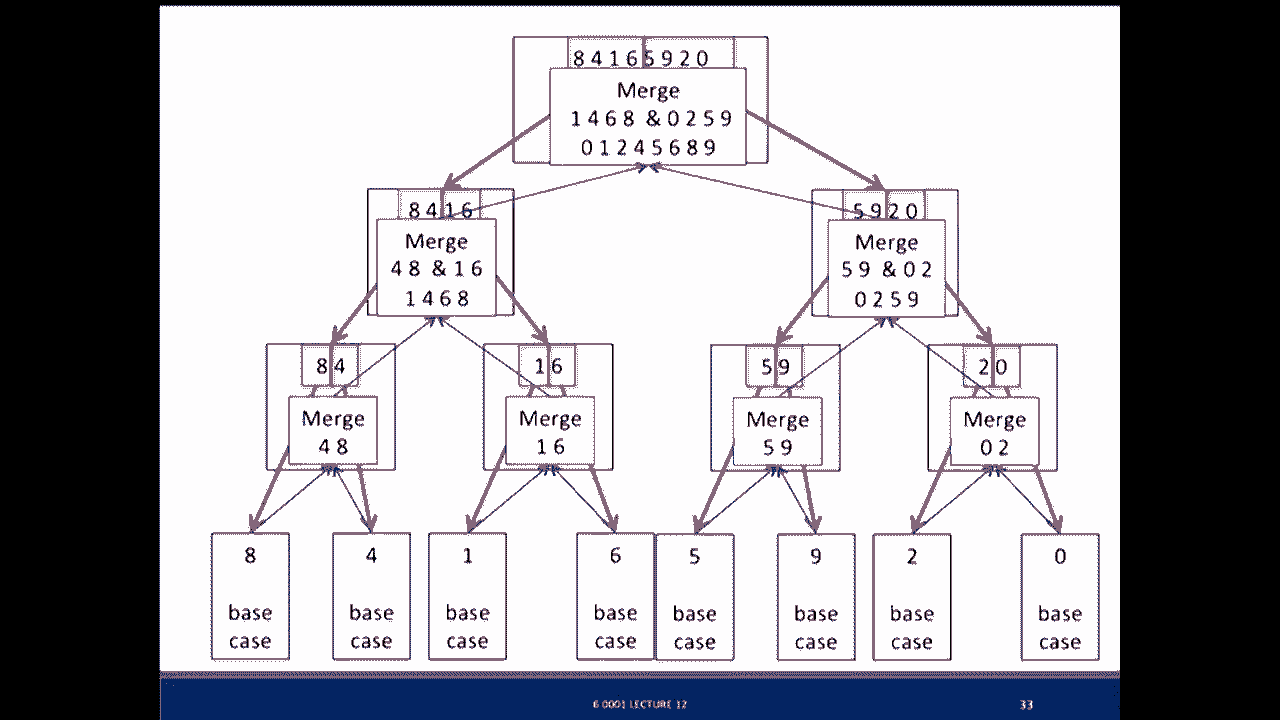 8 4 1 6 5 9 2 0
Merge
1 4 6 8 & 0 2 5 9
0 1 2 4 5 6 8 9
8 4 1 6
Merge
4 8 & 1 6
1 4 6 8
5 9 2 0
Merge
5 9 & 0 2
0 2 5 9
8 4
Merge
4 8
1 6
Merge
1 6
5 9
Merge
5 9
2 0
Merge
0 2
8
base
case
4
base
case
1
base
case
6
base
case
5
base
case
9
base
case
2
base
case
0
base
case
6.0001 LECTURE 12
33